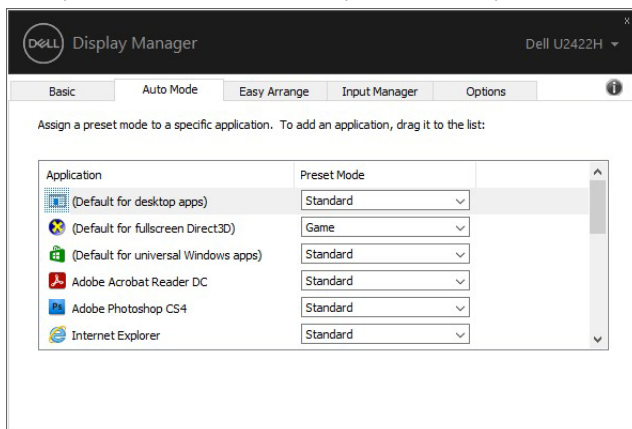 x
DELL Display Manager Dell U2422H
Basic Auto Mode Easy Arrange Input Manager Options i
Assign a preset mode to a specific application. To add an application, drag it to the list:
Application Preset Mode
(Default for desktop apps) Standard
(Default for fullscreen Direct3D) Game
(Default for universal Windows apps) Standard
Adobe Acrobat Reader DC Standard
Ps Adobe Photoshop CS4 Standard
Internet Explorer Standard